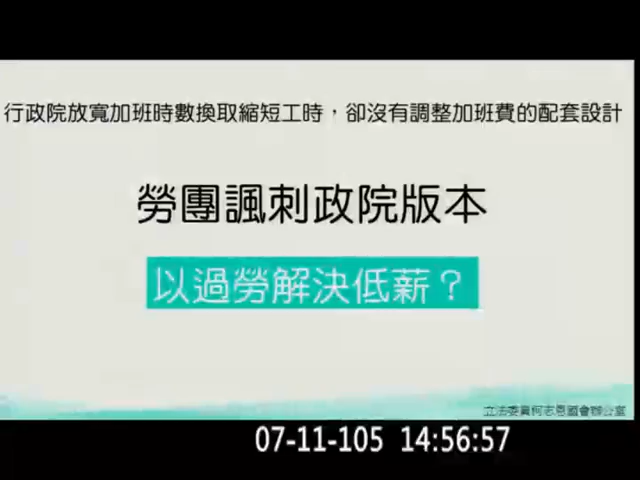 行政院放寬加班時數換取縮短工時，卻沒有調整加班費的配套設計
勞團諷刺政院版本
以過勞解決低薪？
立法委員柯志恩國會辦公室
07-11-105 14:56:57